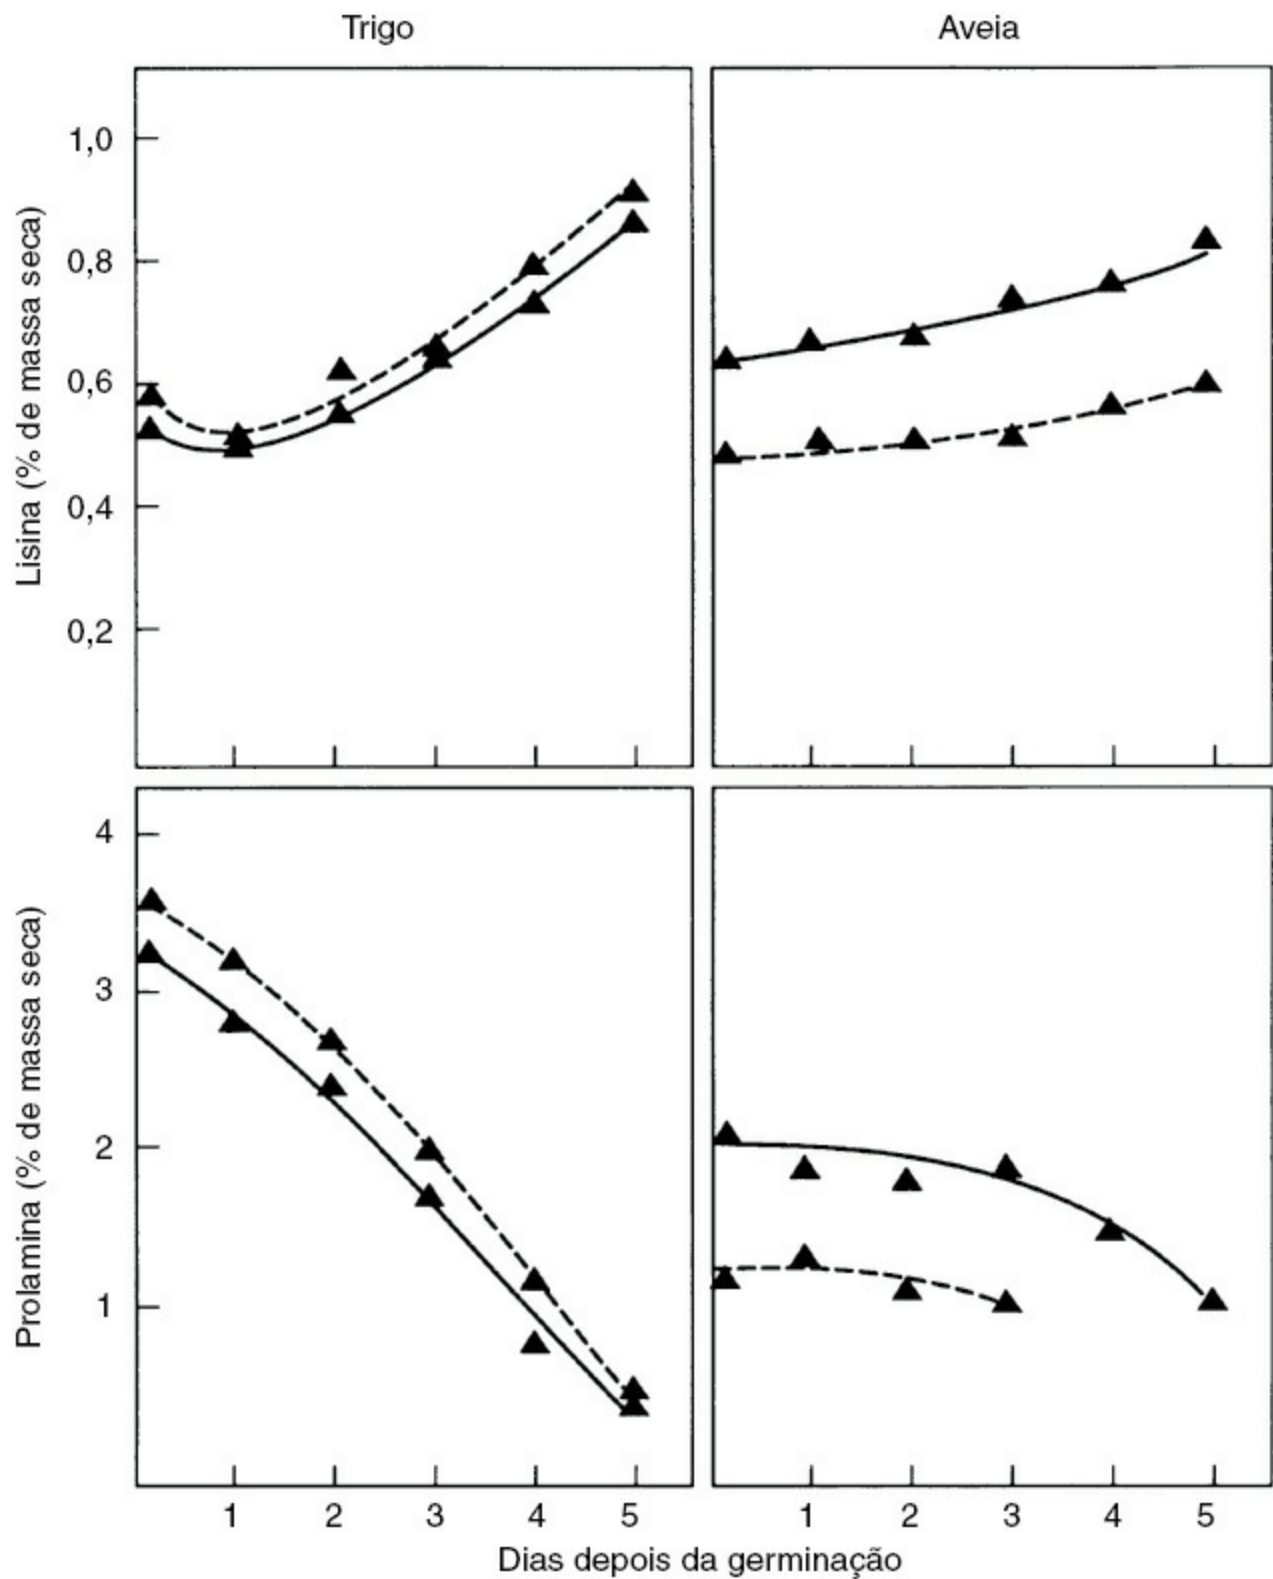 Trigo
Aveia
Lisina (% de massa seca)
1,0
0,8
0,6
0,4
0,2
Prolamina (% de massa seca)
4
3
2
1
1 2 3 4 5
1 2 3 4 5
Dias depois da germinação